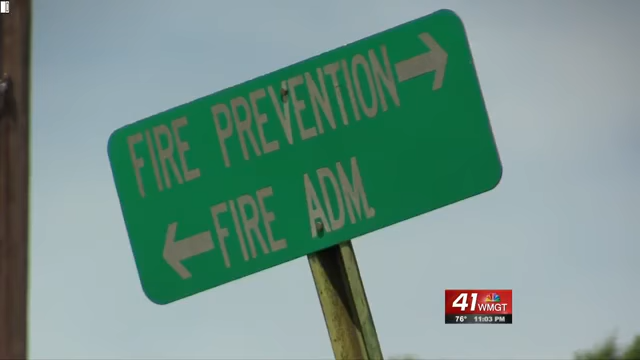 FIRE PREVENTION →
← FIRE ADM.
41 WMGT
76° 11:03 PM